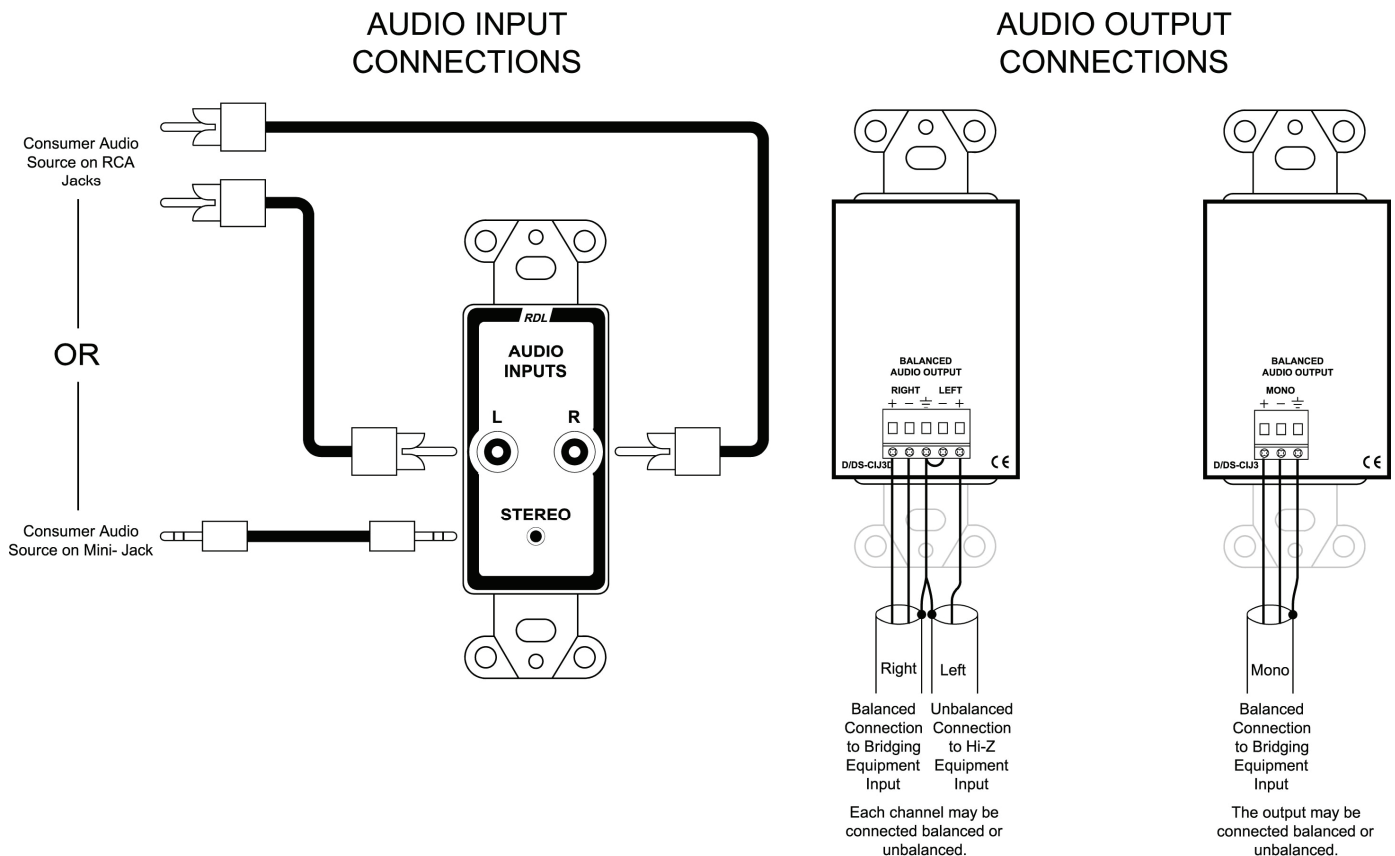 AUDIO INPUT
CONNECTIONS
AUDIO OUTPUT
CONNECTIONS
Consumer Audio
Source on RCA
Jacks
OR
Consumer Audio
Source on Mini- Jack
RDL
AUDIO
INPUTS
L R
STEREO
BALANCED
AUDIO OUTPUT
RIGHT LEFT
+ − ⏚ − +
D/DS-CIJ3D CE
Right Left
Balanced
Connection
to Bridging
Equipment
Input
Unbalanced
Connection
to Hi-Z
Equipment
Input
Each channel may be
connected balanced or
unbalanced.
BALANCED
AUDIO OUTPUT
MONO
+ − ⏚
D/DS-CIJ3 CE
Mono
Balanced
Connection
to Bridging
Equipment
Input
The output may be
connected balanced or
unbalanced.